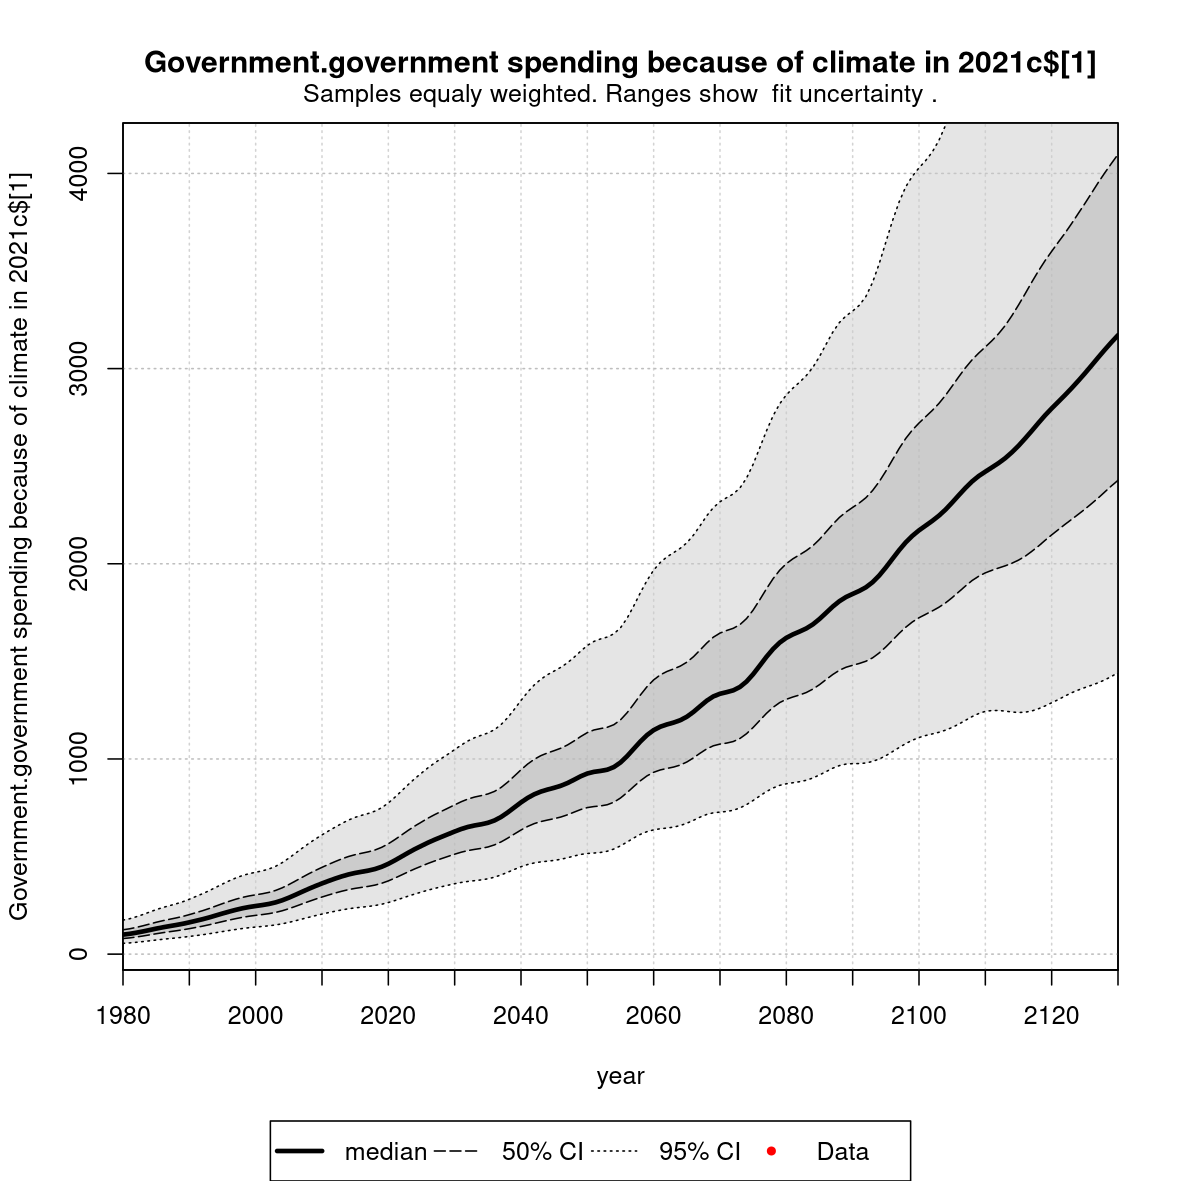 Government.government spending because of climate in 2021c$[1]
Samples equaly weighted. Ranges show  fit uncertainty .
Government.government spending because of climate in 2021c$[1]
4000
3000
2000
1000
0
1980 2000 2020 2040 2060 2080 2100 2120
year
median 50% CI 95% CI Data